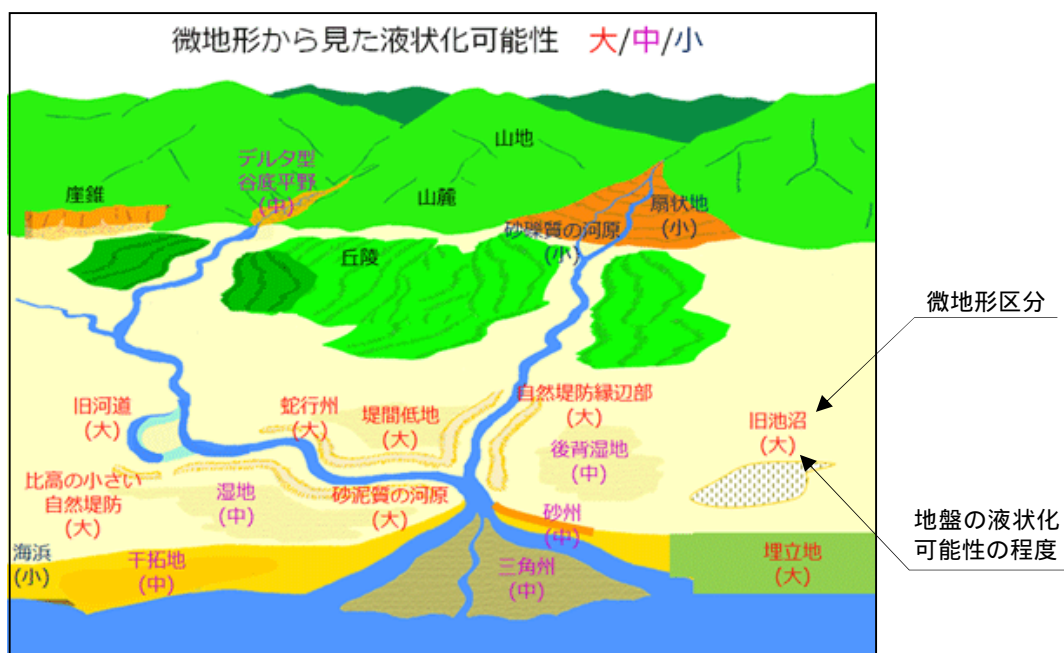 微地形から見た液状化可能性 大/中/小
山地
デルタ型
谷底平野
(中)
崖錐
山麓
扇状地
(小)
砂礫質の河原
(小)
丘陵
微地形区分
旧河道
(大)
蛇行州
(大)
堤間低地
(大)
自然堤防縁辺部
(大)
旧池沼
(大)
後背湿地
(中)
比高の小さい
自然堤防
(大)
湿地
(中)
砂泥質の河原
(大)
砂州
(中)
地盤の液状化
可能性の程度
海浜
(小)
干拓地
(中)
三角州
(中)
埋立地
(大)